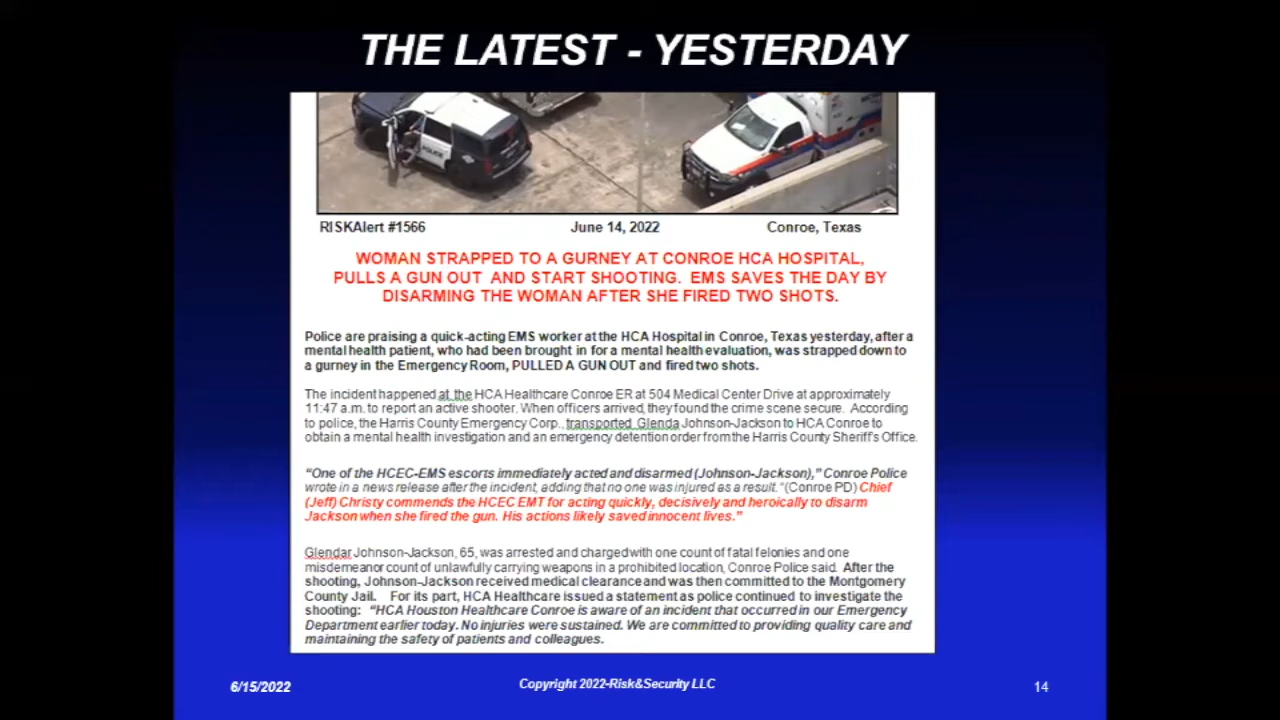 THE LATEST - YESTERDAY
POLICE
RISKAlert #1566 June 14, 2022 Conroe, Texas
WOMAN STRAPPED TO A GURNEY AT CONROE HCA HOSPITAL,
PULLS A GUN OUT AND START SHOOTING. EMS SAVES THE DAY BY
DISARMING THE WOMAN AFTER SHE FIRED TWO SHOTS.
Police are praising a quick-acting EMS worker at the HCA Hospital in Conroe, Texas yesterday, after a
mental health patient, who had been brought in for a mental health evaluation, was strapped down to
a gurney in the Emergency Room, PULLED A GUN OUT and fired two shots.
The incident happened at the HCA Healthcare Conroe ER at 504 Medical Center Drive at approximately
11:47 a.m. to report an active shooter. When officers arrived, they found the crime scene secure. According
to police, the Harris County Emergency Corp., transported Glenda Johnson-Jackson to HCA Conroe to
obtain a mental health investigation and an emergency detention order from the Harris County Sheriff's Office.
“One of the HCEC-EMS escorts immediately acted and disarmed (Johnson-Jackson),” Conroe Police
wrote in a news release after the incident, adding that no one was injured as a result.“(Conroe PD) Chief
(Jeff) Christy commends the HCEC EMT for acting quickly, decisively and heroically to disarm
Jackson when she fired the gun. His actions likely saved innocent lives.”
Glendar Johnson-Jackson, 65, was arrested and charged with one count of fatal felonies and one
misdemeanor count of unlawfully carrying weapons in a prohibited location, Conroe Police said. After the
shooting, Johnson-Jackson received medical clearance and was then committed to the Montgomery
County Jail. For its part, HCA Healthcare issued a statement as police continued to investigate the
shooting: “HCA Houston Healthcare Conroe is aware of an incident that occurred in our Emergency
Department earlier today. No injuries were sustained. We are committed to providing quality care and
maintaining the safety of patients and colleagues.
6/15/2022 Copyright 2022-Risk&Security LLC 14